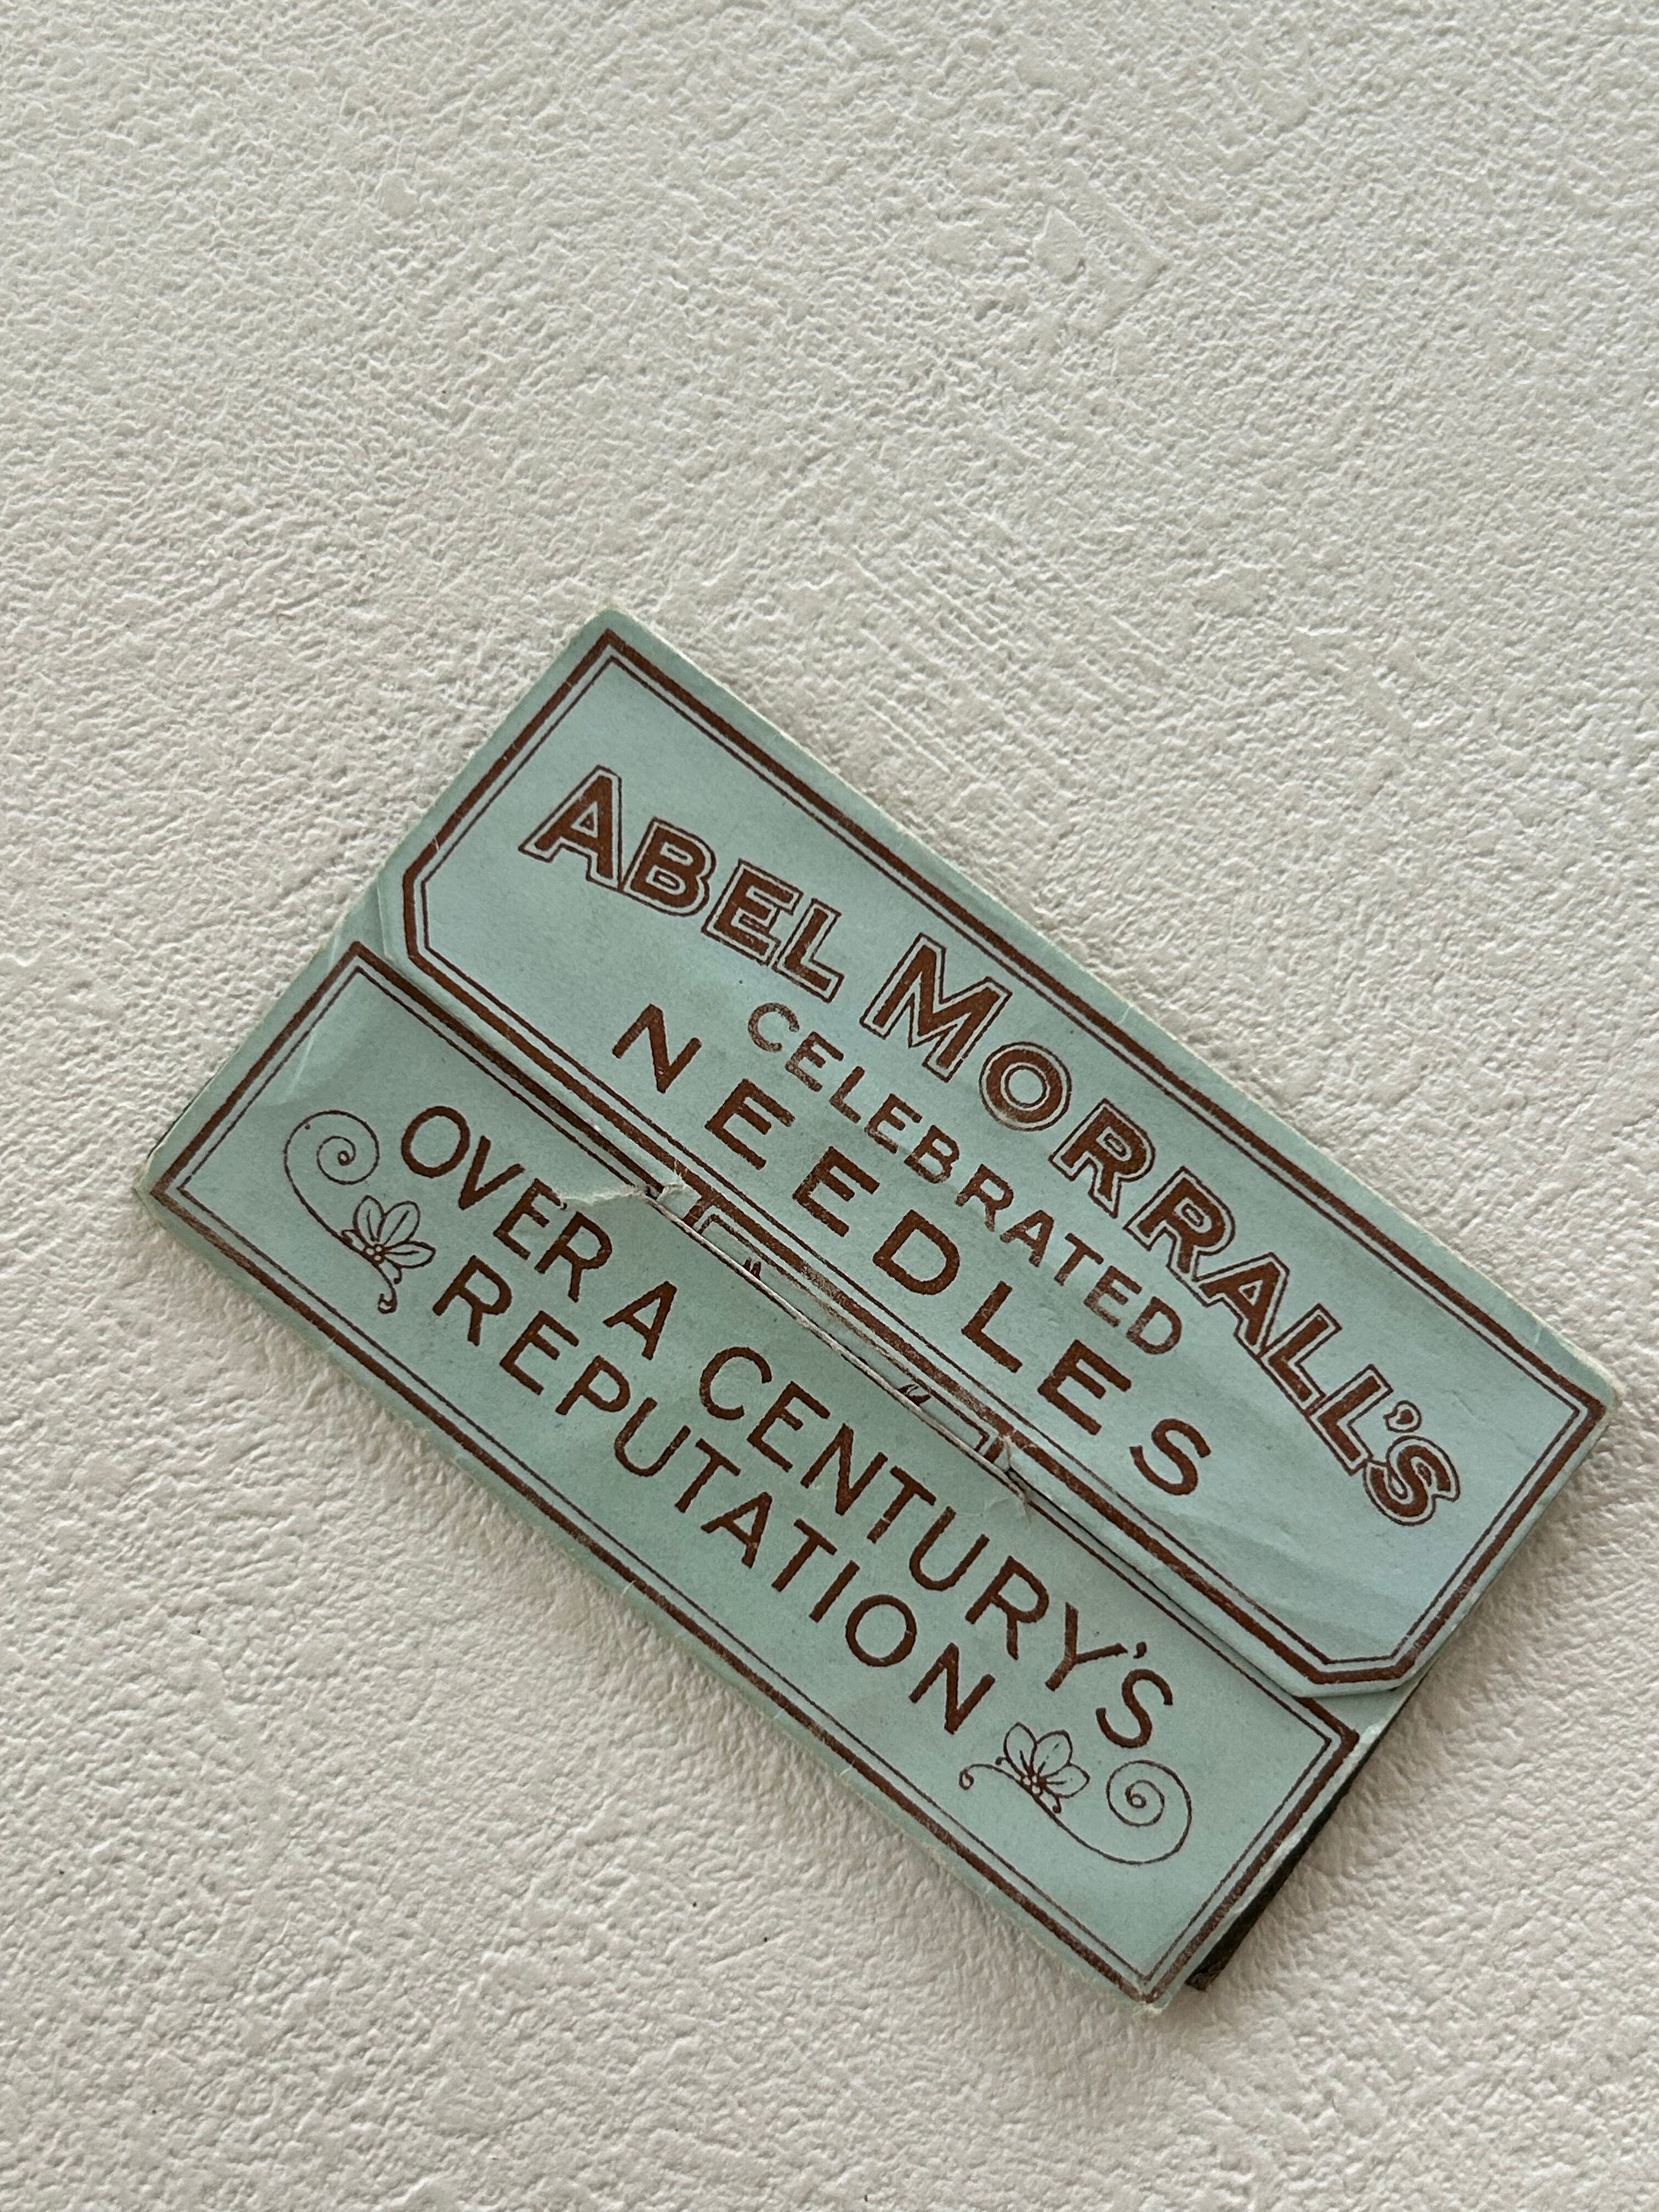 ABEL MORRALL'S
CELEBRATED
NEEDLES
OVER A CENTURY'S
REPUTATION